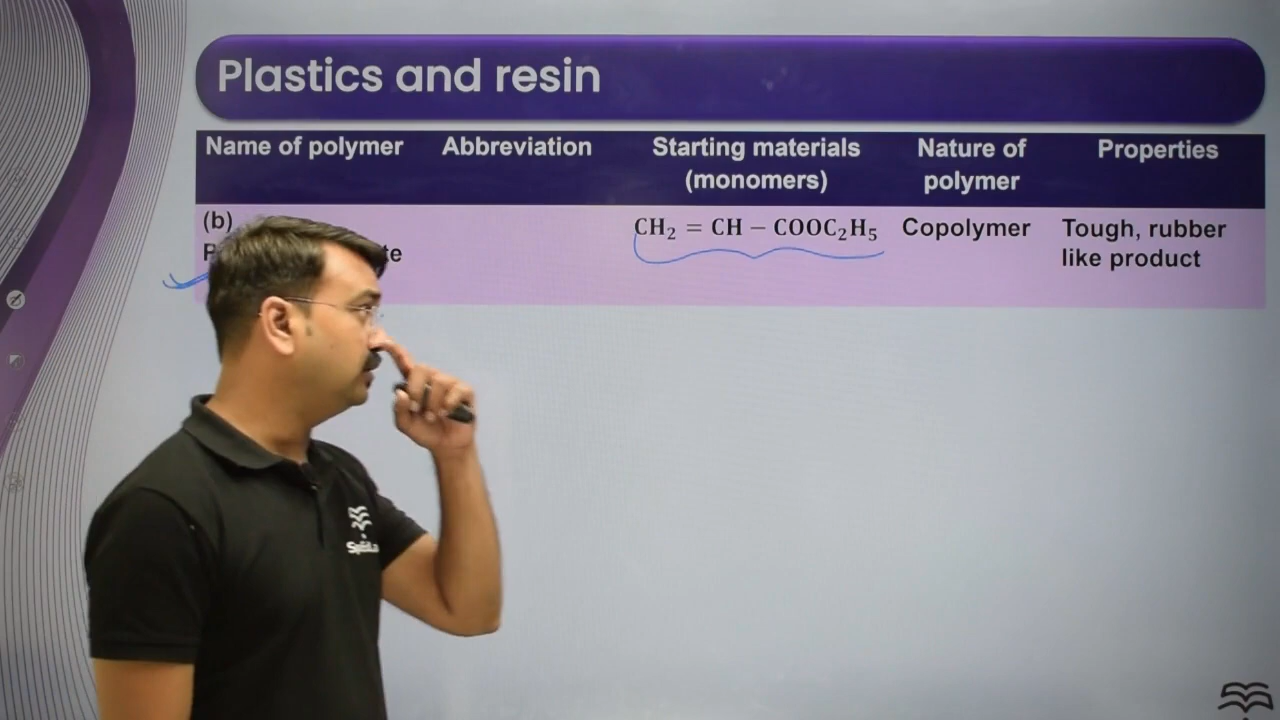 Plastics and resin
Name of polymer Abbreviation Starting materials (monomers) Nature of polymer Properties
(b)
CH₂ = CH – COOC₂H₅ Copolymer Tough, rubber
like product